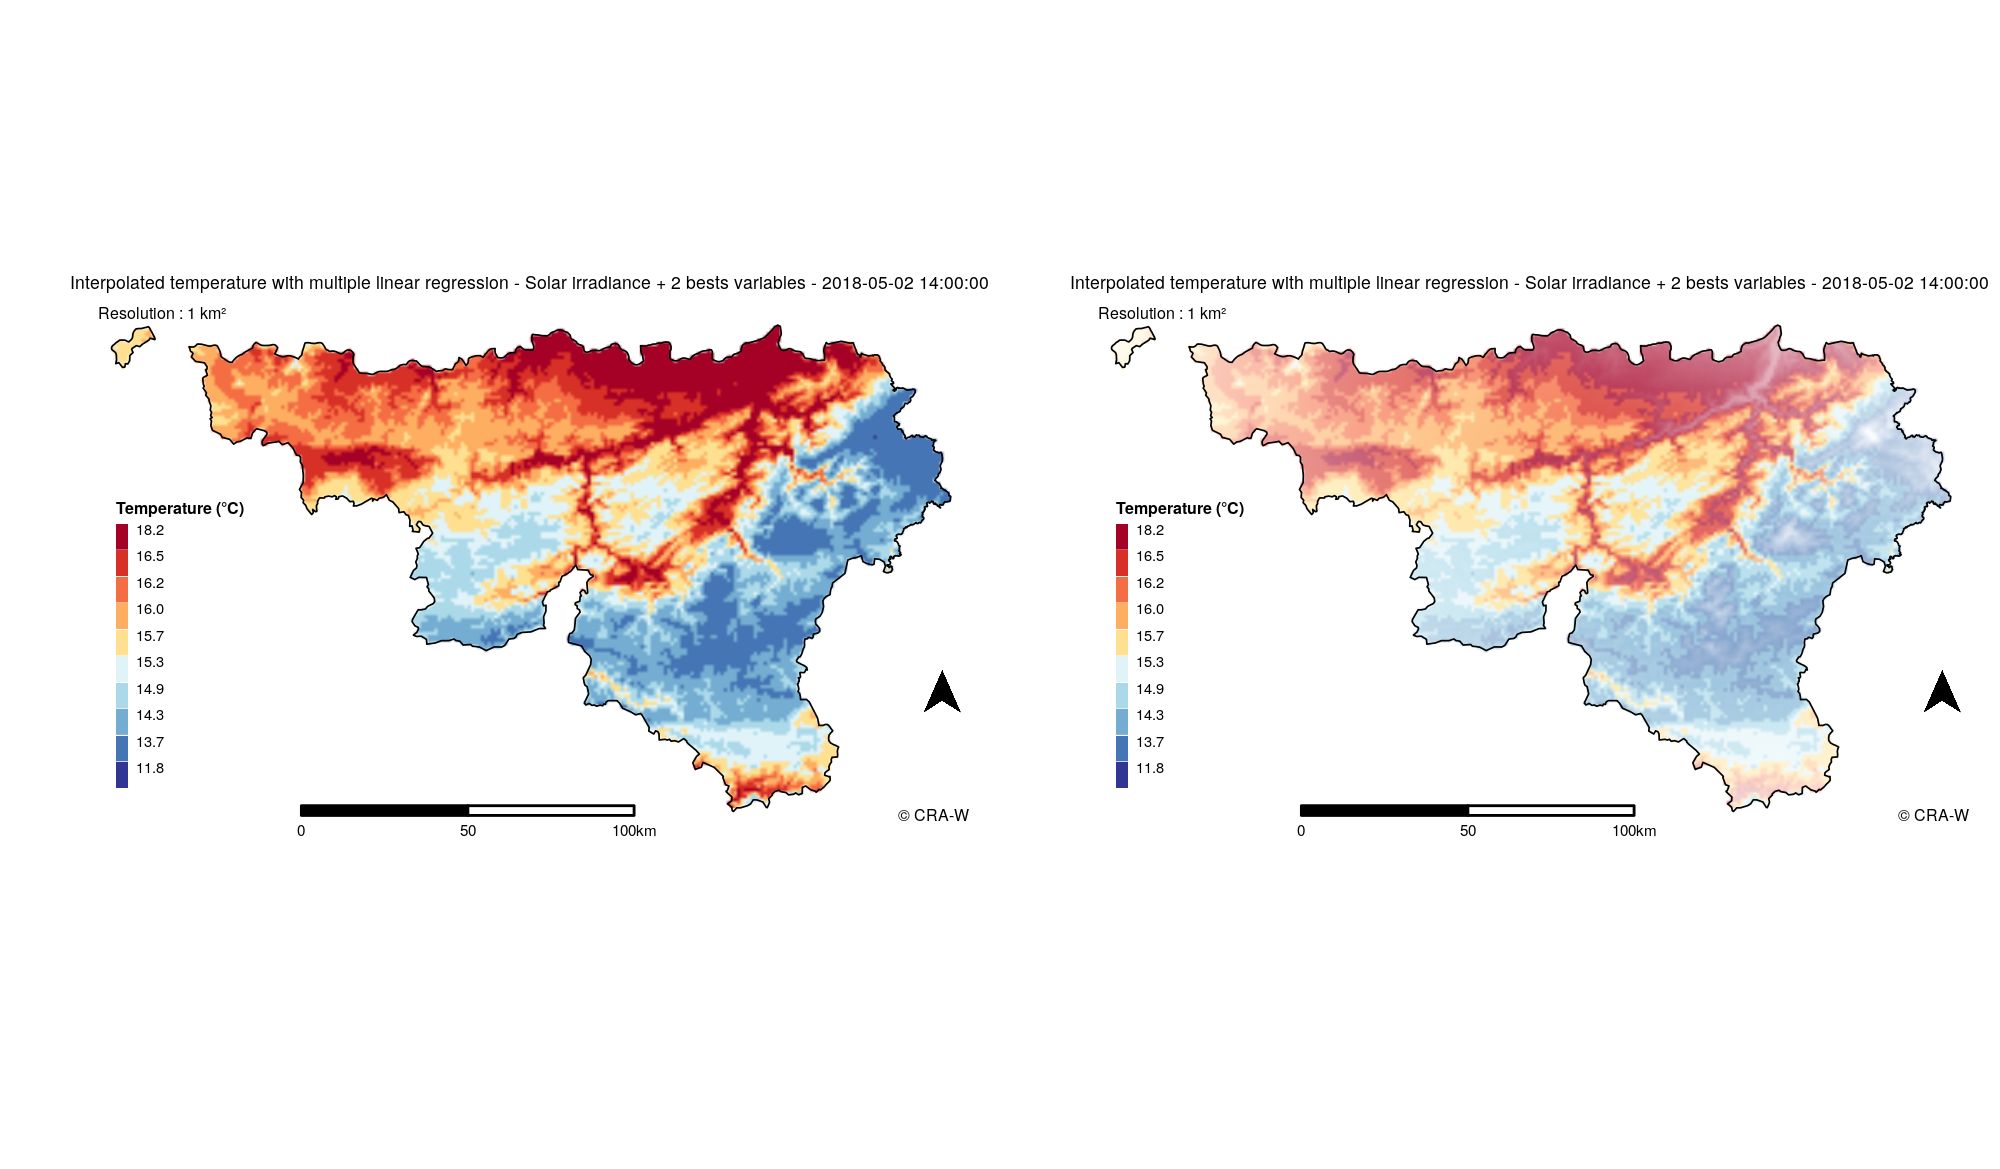 Interpolated temperature with multiple linear regression - Solar irradiance + 2 bests variables - 2018-05-02 14:00:00
Resolution : 1 km²
Temperature (°C)
18.2
16.5
16.2
16.0
15.7
15.3
14.9
14.3
13.7
11.8
0 50 100km
© CRA-W
Interpolated temperature with multiple linear regression - Solar irradiance + 2 bests variables - 2018-05-02 14:00:00
Resolution : 1 km²
Temperature (°C)
18.2
16.5
16.2
16.0
15.7
15.3
14.9
14.3
13.7
11.8
0 50 100km
© CRA-W